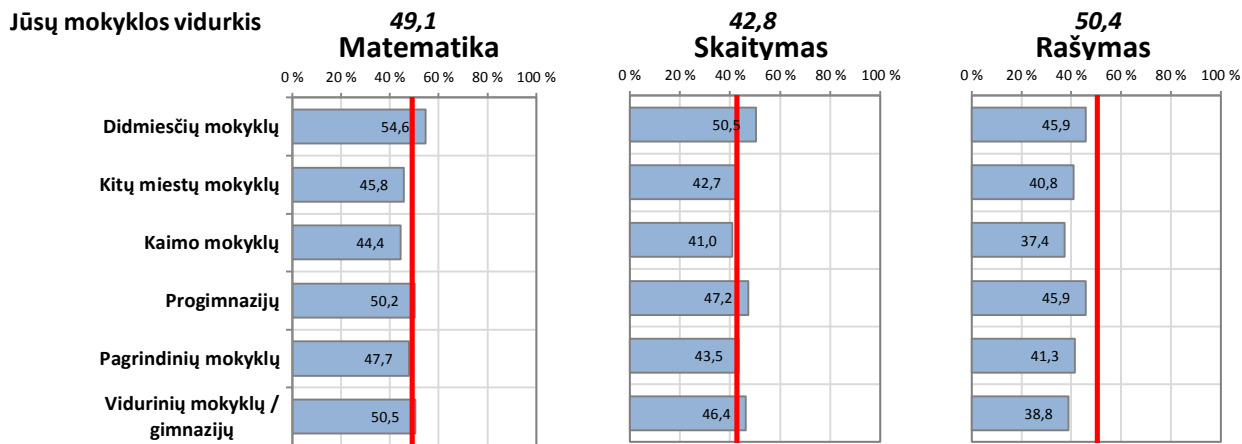 Jūsų mokyklos vidurkis 49,1 42,8 50,4
Matematika Skaitymas Rašymas
0 % 20 % 40 % 60 % 80 % 100 % 0 % 20 % 40 % 60 % 80 % 100 % 0 % 20 % 40 % 60 % 80 % 100 %
Didmiesčių mokyklų 54,6 50,5 45,9
Kitų miestų mokyklų 45,8 42,7 40,8
Kaimo mokyklų 44,4 41,0 37,4
Progimnazijų 50,2 47,2 45,9
Pagrindinių mokyklų 47,7 43,5 41,3
Vidurinių mokyklų /
gimnazijų 50,5 46,4 38,8